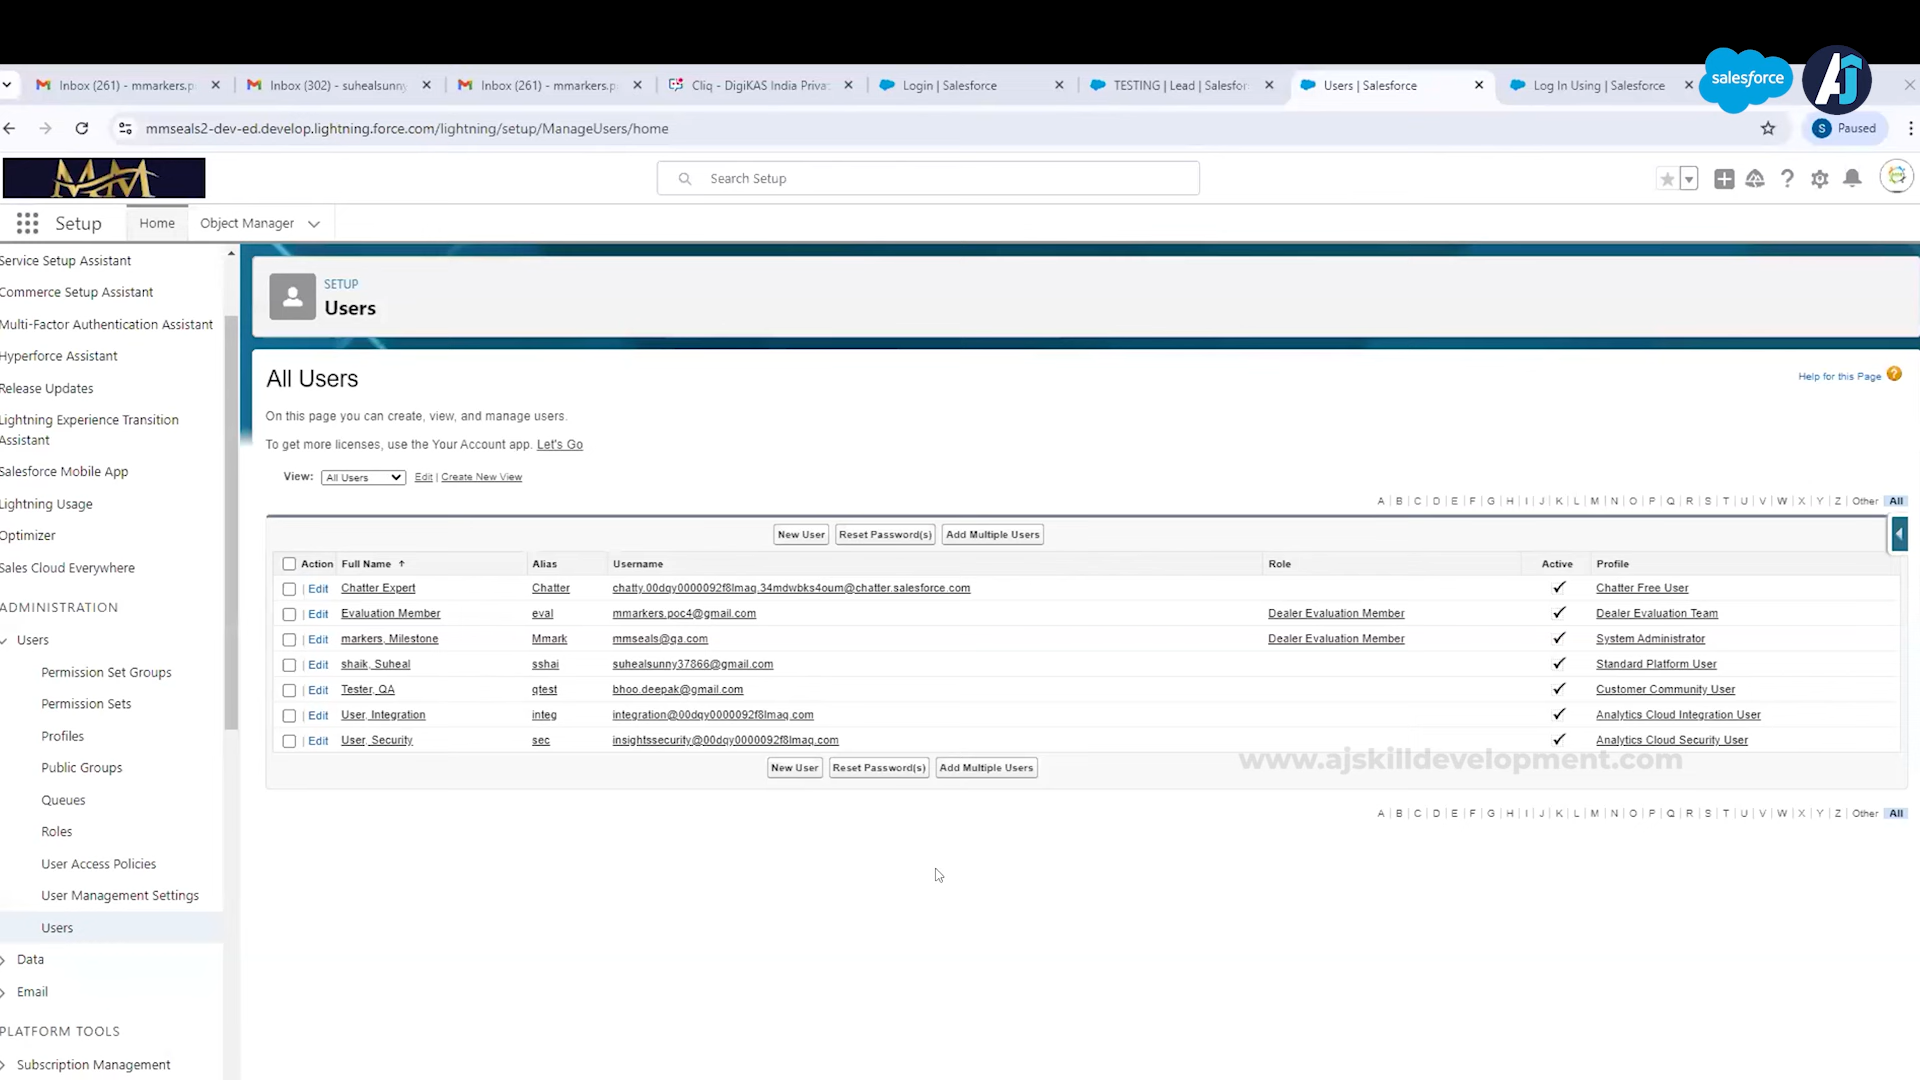 salesforce
AJ
Inbox (261) - mmarkers.p
Inbox (302) - suhealsunny
Inbox (261) - mmarkers.p
Cliq - DigiKAS India Priva
Login | Salesforce
TESTING | Lead | Salesfor
Users | Salesforce
Log In Using | Salesforce
mmseals2-dev-ed.develop.lightning.force.com/lightning/setup/ManageUsers/home
S Paused
MM
Search Setup
Setup
Home
Object Manager
Service Setup Assistant
Commerce Setup Assistant
Multi-Factor Authentication Assistant
Hyperforce Assistant
Release Updates
Lightning Experience Transition
Assistant
Salesforce Mobile App
Lightning Usage
Optimizer
Sales Cloud Everywhere
ADMINISTRATION
Users
Permission Set Groups
Permission Sets
Profiles
Public Groups
Queues
Roles
User Access Policies
User Management Settings
Users
Data
Email
PLATFORM TOOLS
Subscription Management
SETUP
Users
All Users
Help for this Page ?
On this page you can create, view, and manage users.
To get more licenses, use the Your Account app. Let's Go
View: All Users Edit | Create New View
A | B | C | D | E | F | G | H | I | J | K | L | M | N | O | P | Q | R | S | T | U | V | W | X | Y | Z | Other All
New User Reset Password(s) Add Multiple Users
Action Full Name ↑ Alias Username Role Active Profile
| Edit Chatter Expert Chatter chatty.00dqy0000092f8lmaq.34mdwbks4oum@chatter.salesforce.com ✓ Chatter Free User
| Edit Evaluation Member eval mmarkers.poc4@gmail.com Dealer Evaluation Member ✓ Dealer Evaluation Team
| Edit markers, Milestone Mmark mmseals@qa.com Dealer Evaluation Member ✓ System Administrator
| Edit shaik, Suheal sshai suhealsunny37866@gmail.com ✓ Standard Platform User
| Edit Tester, QA qtest bhoo.deepak@gmail.com ✓ Customer Community User
| Edit User, Integration integ integration@00dqy0000092f8lmaq.com ✓ Analytics Cloud Integration User
| Edit User, Security sec insightssecurity@00dqy0000092f8lmaq.com ✓ Analytics Cloud Security User
www.ajskilldevelopment.com
New User Reset Password(s) Add Multiple Users
A | B | C | D | E | F | G | H | I | J | K | L | M | N | O | P | Q | R | S | T | U | V | W | X | Y | Z | Other All